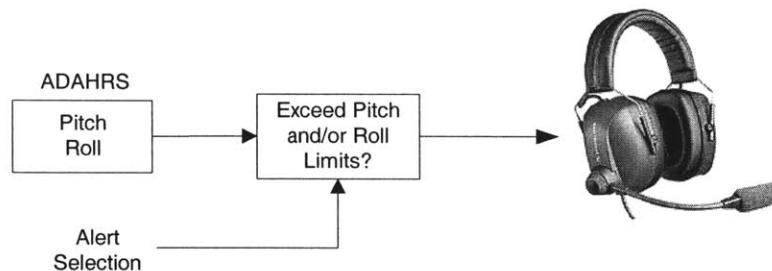 ADAHRS
Pitch
Roll
Exceed Pitch
and/or Roll
Limits?
Alert
Selection